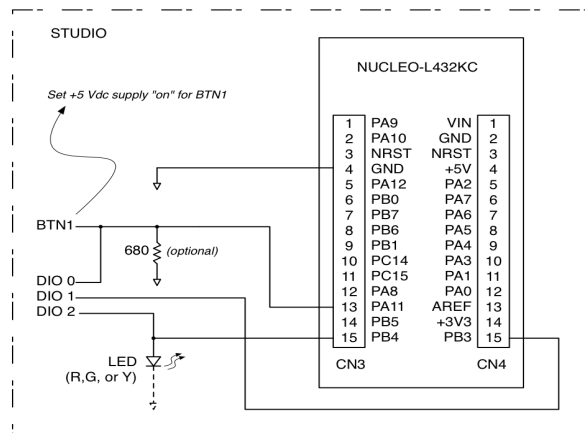 STUDIO
NUCLEO-L432KC
Set +5 Vdc supply "on" for BTN1
1 PA9 VIN 1
2 PA10 GND 2
3 NRST NRST 3
4 GND +5V 4
5 PA12 PA2 5
6 PB0 PA7 6
7 PB7 PA6 7
8 PB6 PA5 8
9 PB1 PA4 9
10 PC14 PA3 10
11 PC15 PA1 11
12 PA8 PA0 12
13 PA11 AREF 13
14 PB5 +3V3 14
15 PB4 PB3 15
CN3 CN4
BTN1
680 (optional)
DIO 0
DIO 1
DIO 2
LED
(R,G, or Y)